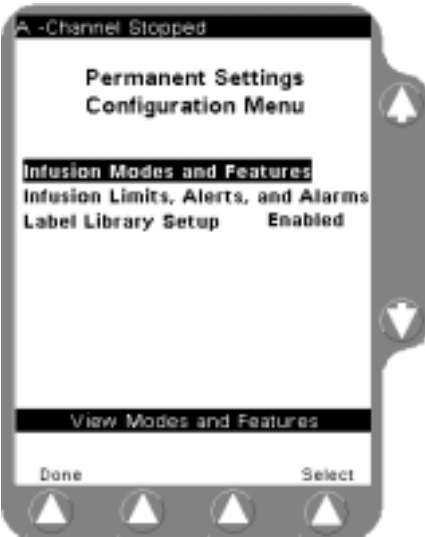 A -Channel Stopped
Permanent Settings
Configuration Menu
Infusion Modes and Features
Infusion Limits, Alerts, and Alarms
Label Library Setup Enabled
View Modes and Features
Done Select